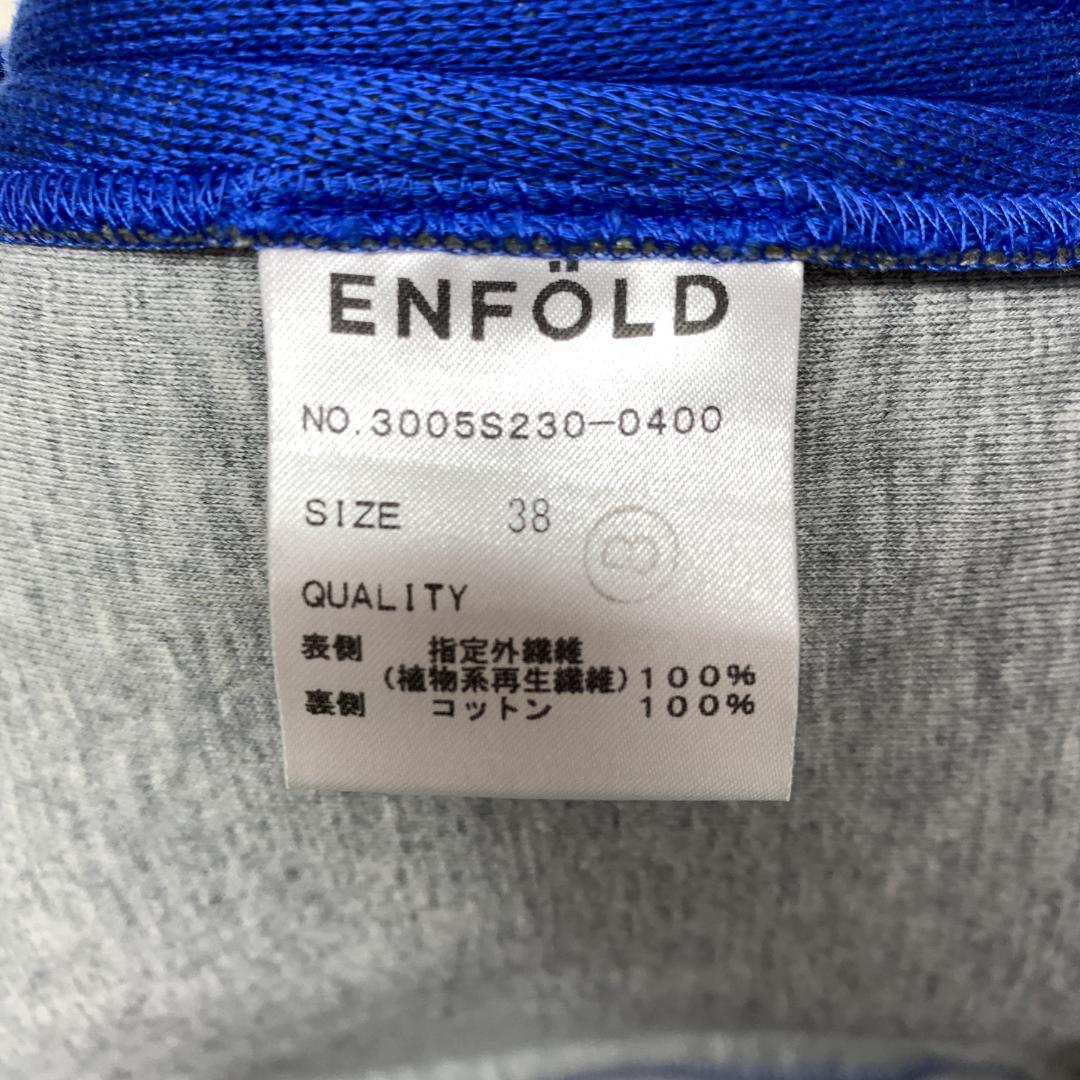 ENFÖLD
NO.3005S230-0400
SIZE 38 B
QUALITY
表側 指定外繊維
(植物系再生繊維)100%
裏側 コットン 100%